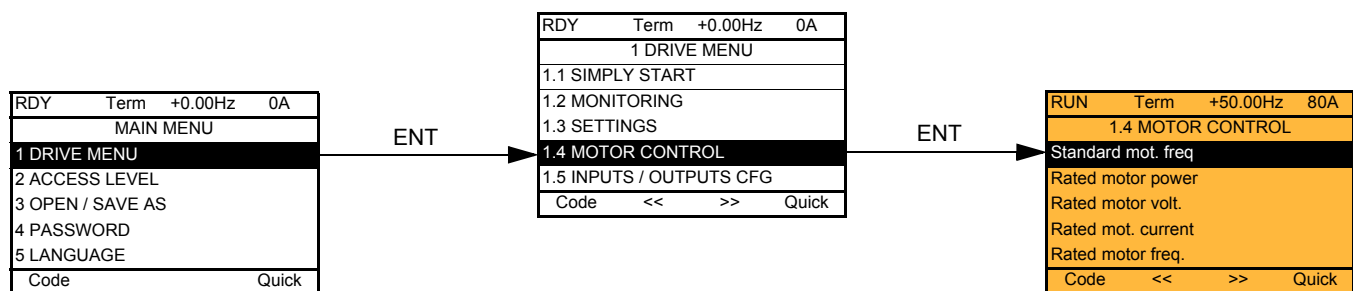 RDY Term +0.00Hz 0A
MAIN MENU
1 DRIVE MENU
2 ACCESS LEVEL
3 OPEN / SAVE AS
4 PASSWORD
5 LANGUAGE
Code Quick
ENT
RDY Term +0.00Hz 0A
1 DRIVE MENU
1.1 SIMPLY START
1.2 MONITORING
1.3 SETTINGS
1.4 MOTOR CONTROL
1.5 INPUTS / OUTPUTS CFG
Code << >> Quick
ENT
RUN Term +50.00Hz 80A
1.4 MOTOR CONTROL
Standard mot. freq
Rated motor power
Rated motor volt.
Rated mot. current
Rated motor freq.
Code << >> Quick